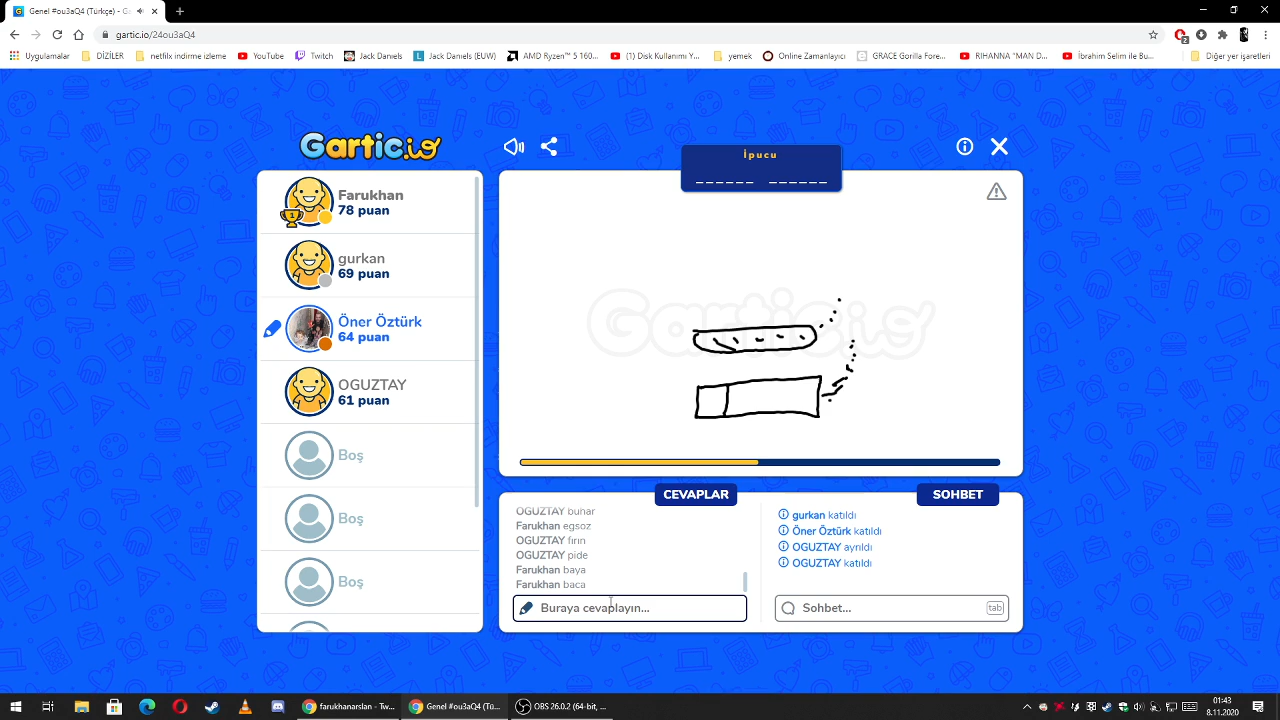 Genel #ou3aQ4 (Türkçe) - G
gartic.io/24ou3aQ4
Uygulamalar
DİZİLER
netflix indirme izleme
YouTube
Twitch
Jack Daniels
Jack Daniels (EUW)
AMD Ryzen™ 5 160...
(1) Disk Kullanımı Y...
yemek
Online Zamanlayıcı
GRACE Gorilla Fore...
RIHANNA "MAN D...
İbrahim Selim ile Bu...
Diğer yer işaretleri
Gartic.io
Farukhan
78 puan
gurkan
69 puan
Öner Öztürk
64 puan
OGUZTAY
61 puan
Boş
Boş
Boş
İpucu
_ _ _ _ _ _ _ _ _ _ _ _
Gartic.io
CEVAPLAR
OGUZTAY buhar
Farukhan egsoz
OGUZTAY fırın
OGUZTAY pide
Farukhan baya
Farukhan baca
Buraya cevaplayın...
SOHBET
gurkan katıldı
Öner Öztürk katıldı
OGUZTAY ayrıldı
OGUZTAY katıldı
Sohbet...
tab
farukhanarslan - Tw...
Genel #ou3aQ4 (Tü...
OBS 26.0.2 (64-bit, ...
01:43
8.11.2020